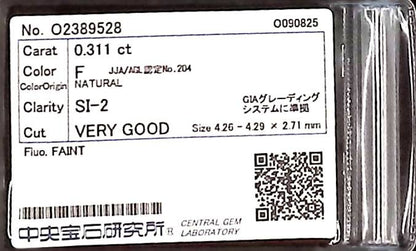 No. O2389528 O090825
Carat 0.311 ct
Color F JJA/AGL認定No.204
ColorOrigin NATURAL
Clarity SI-2 GIAグレーディングシステムに準拠
Cut VERY GOOD Size 4.26 - 4.29 × 2.71 mm
Fluo. FAINT
中央宝石研究所® CENTRAL GEM
LABORATORY